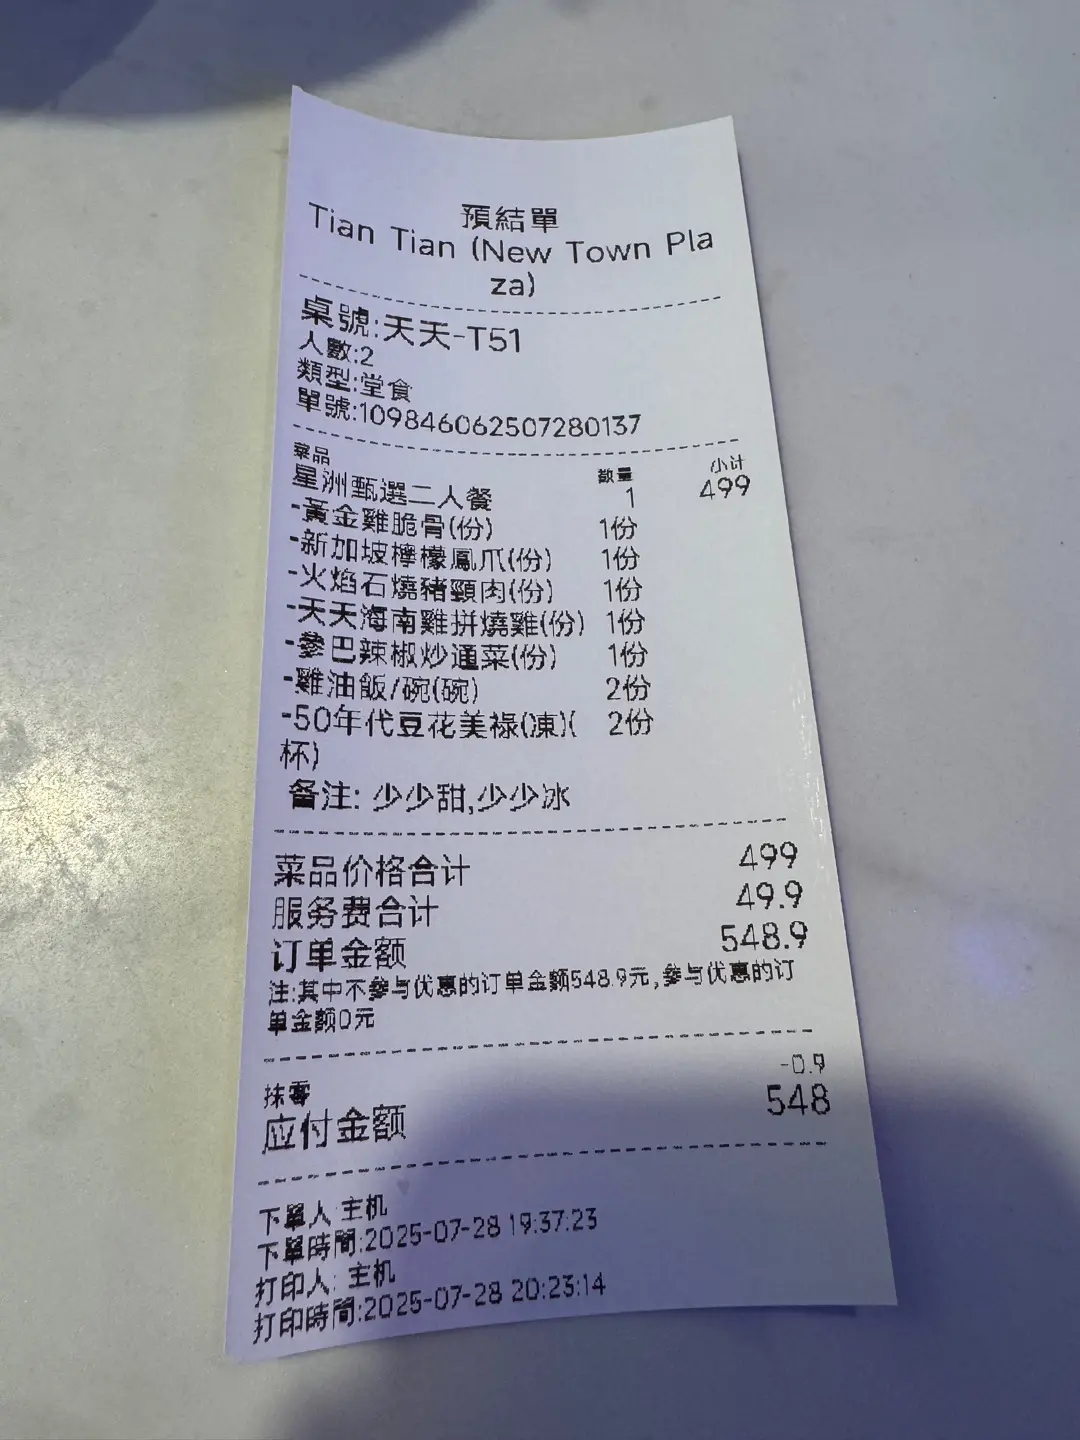 預結單
Tian Tian (New Town Pla
za)
桌號:天天-T51
人數:2
類型:堂食
單號:109846062507280137
菜品 数量 小计
星洲甄選二人餐 1 499
-黃金雞脆骨(份) 1份
-新加坡檸檬鳳爪(份) 1份
-火焰石燒豬頸肉(份) 1份
-天天海南雞拼燒雞(份) 1份
-參巴辣椒炒通菜(份) 1份
-雞油飯/碗(碗) 2份
-50年代豆花美祿(凍)( 2份
杯)
备注: 少少甜,少少冰
菜品价格合计 499
服务费合计 49.9
订单金额 548.9
注:其中不参与优惠的订单金额548.9元,参与优惠的订
单金额0元
抹零 -0.9
应付金额 548
下單人 主机
下單時間:2025-07-28 19:37:23
打印人: 主机
打印時間:2025-07-28 20:23:14